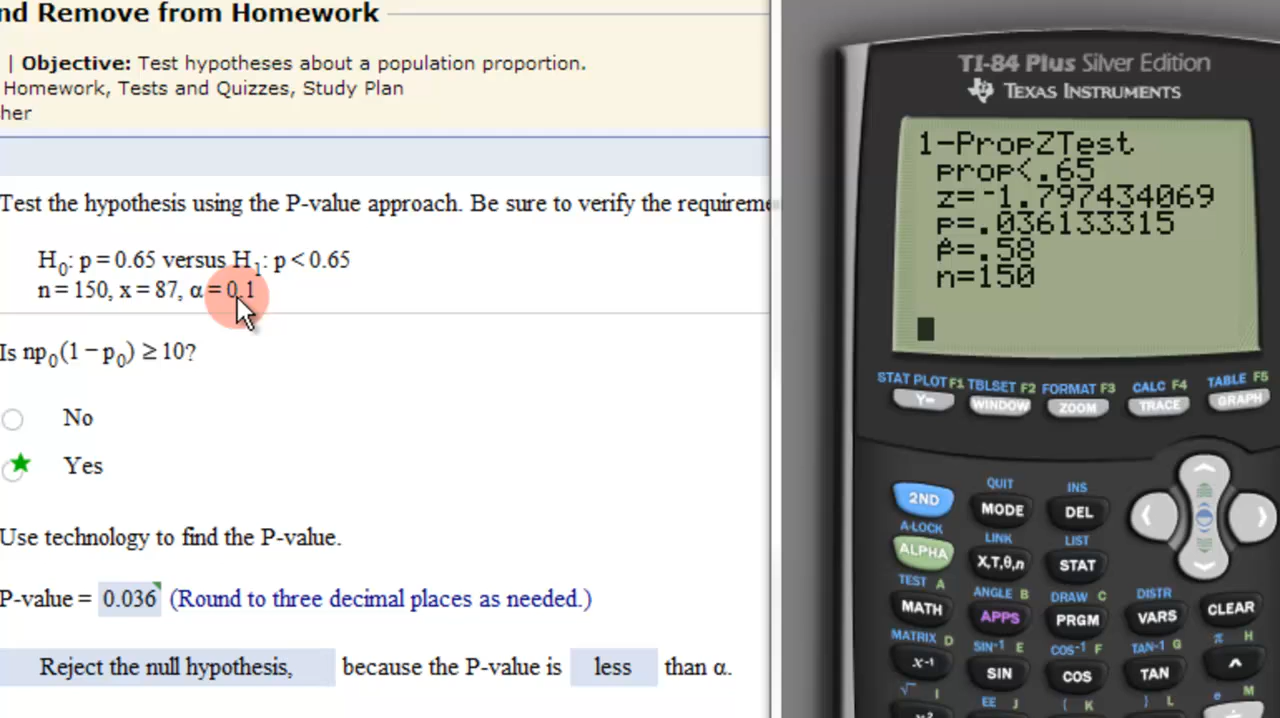 nd Remove from Homework
| Objective: Test hypotheses about a population proportion.
Homework, Tests and Quizzes, Study Plan
her
Test the hypothesis using the P-value approach. Be sure to verify the requireme
H0: p = 0.65 versus H1: p < 0.65
n = 150, x = 87, α = 0.1
Is np0(1 − p0) ≥ 10?
No
Yes
Use technology to find the P-value.
P-value = 0.036 (Round to three decimal places as needed.)
Reject the null hypothesis, because the P-value is less than α.
TI-84 Plus Silver Edition
TEXAS INSTRUMENTS
1-PropZTest
prop<.65
z=-1.797434069
p=.036133315
p̂=.58
n=150
STAT PLOT F1 TBLSET F2 FORMAT F3 CALC F4 TABLE F5
Y= WINDOW ZOOM TRACE GRAPH
QUIT INS
2ND MODE DEL
A-LOCK LINK LIST
ALPHA X,T,θ,n STAT
TEST A ANGLE B DRAW C DISTR
MATH APPS PRGM VARS CLEAR
MATRIX D SIN-1 E COS-1 F TAN-1 G π H
x-1 SIN COS TAN ^
√ I EE J { K } L e M
x2